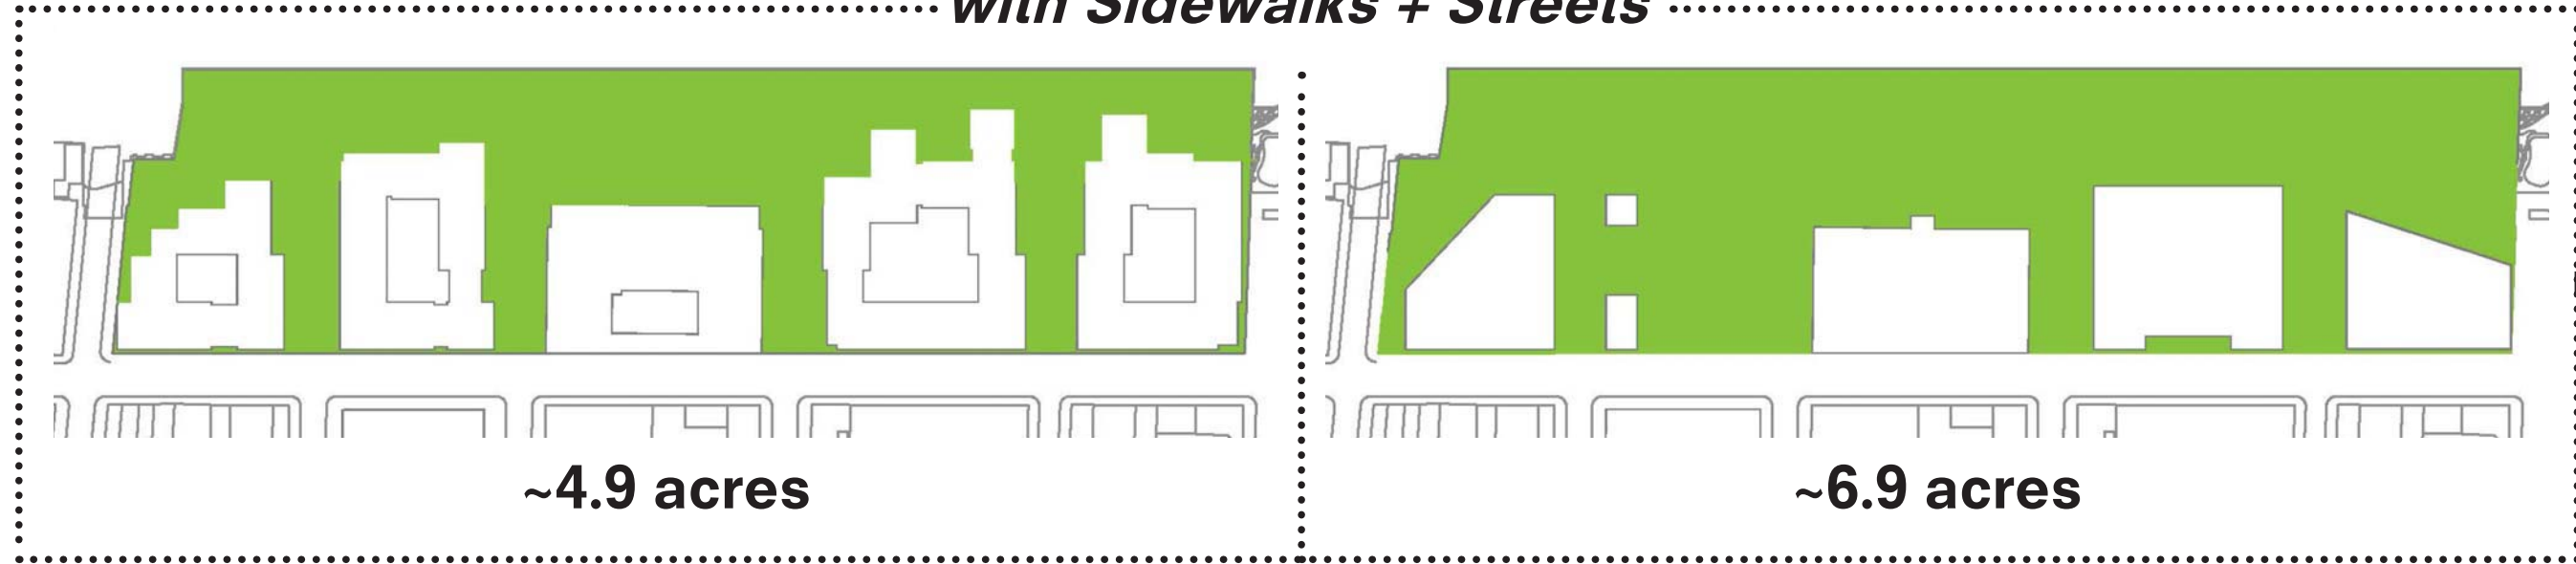 with Sidewalks + Streets
~4.9 acres
~6.9 acres